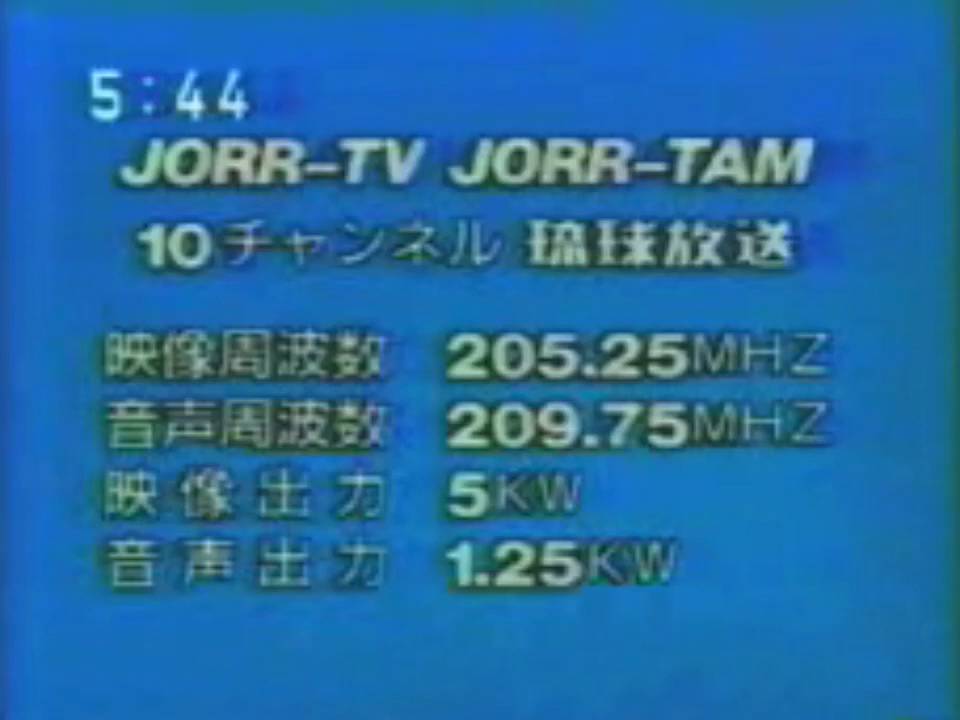 5:44
JORR-TV JORR-TAM
10チャンネル 琉球放送
映像周波数 205.25MHZ
音声周波数 209.75MHZ
映像出力 5KW
音声出力 1.25KW